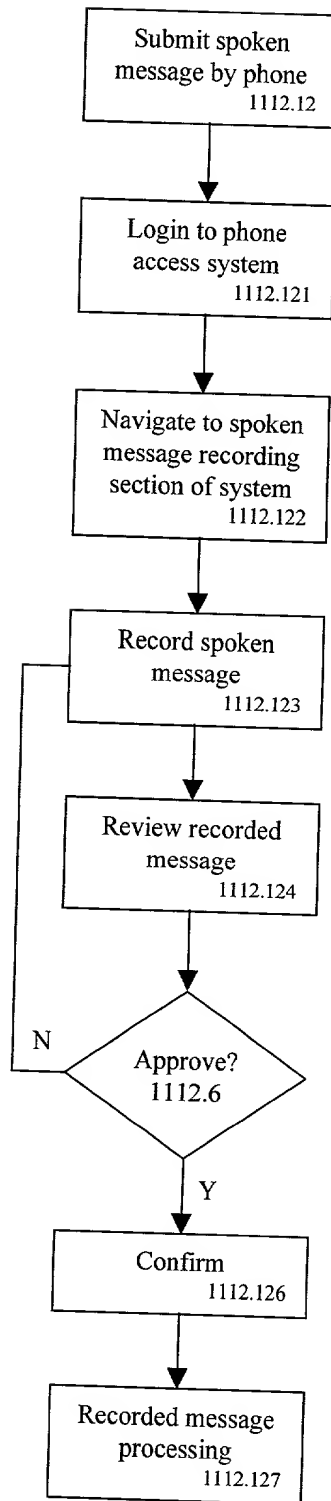 Submit spoken
message by phone
1112.12
Login to phone
access system
1112.121
Navigate to spoken
message recording
section of system
1112.122
Record spoken
message
1112.123
Review recorded
message
1112.124
Approve?
1112.6
N
Y
Confirm
1112.126
Recorded message
processing
1112.127